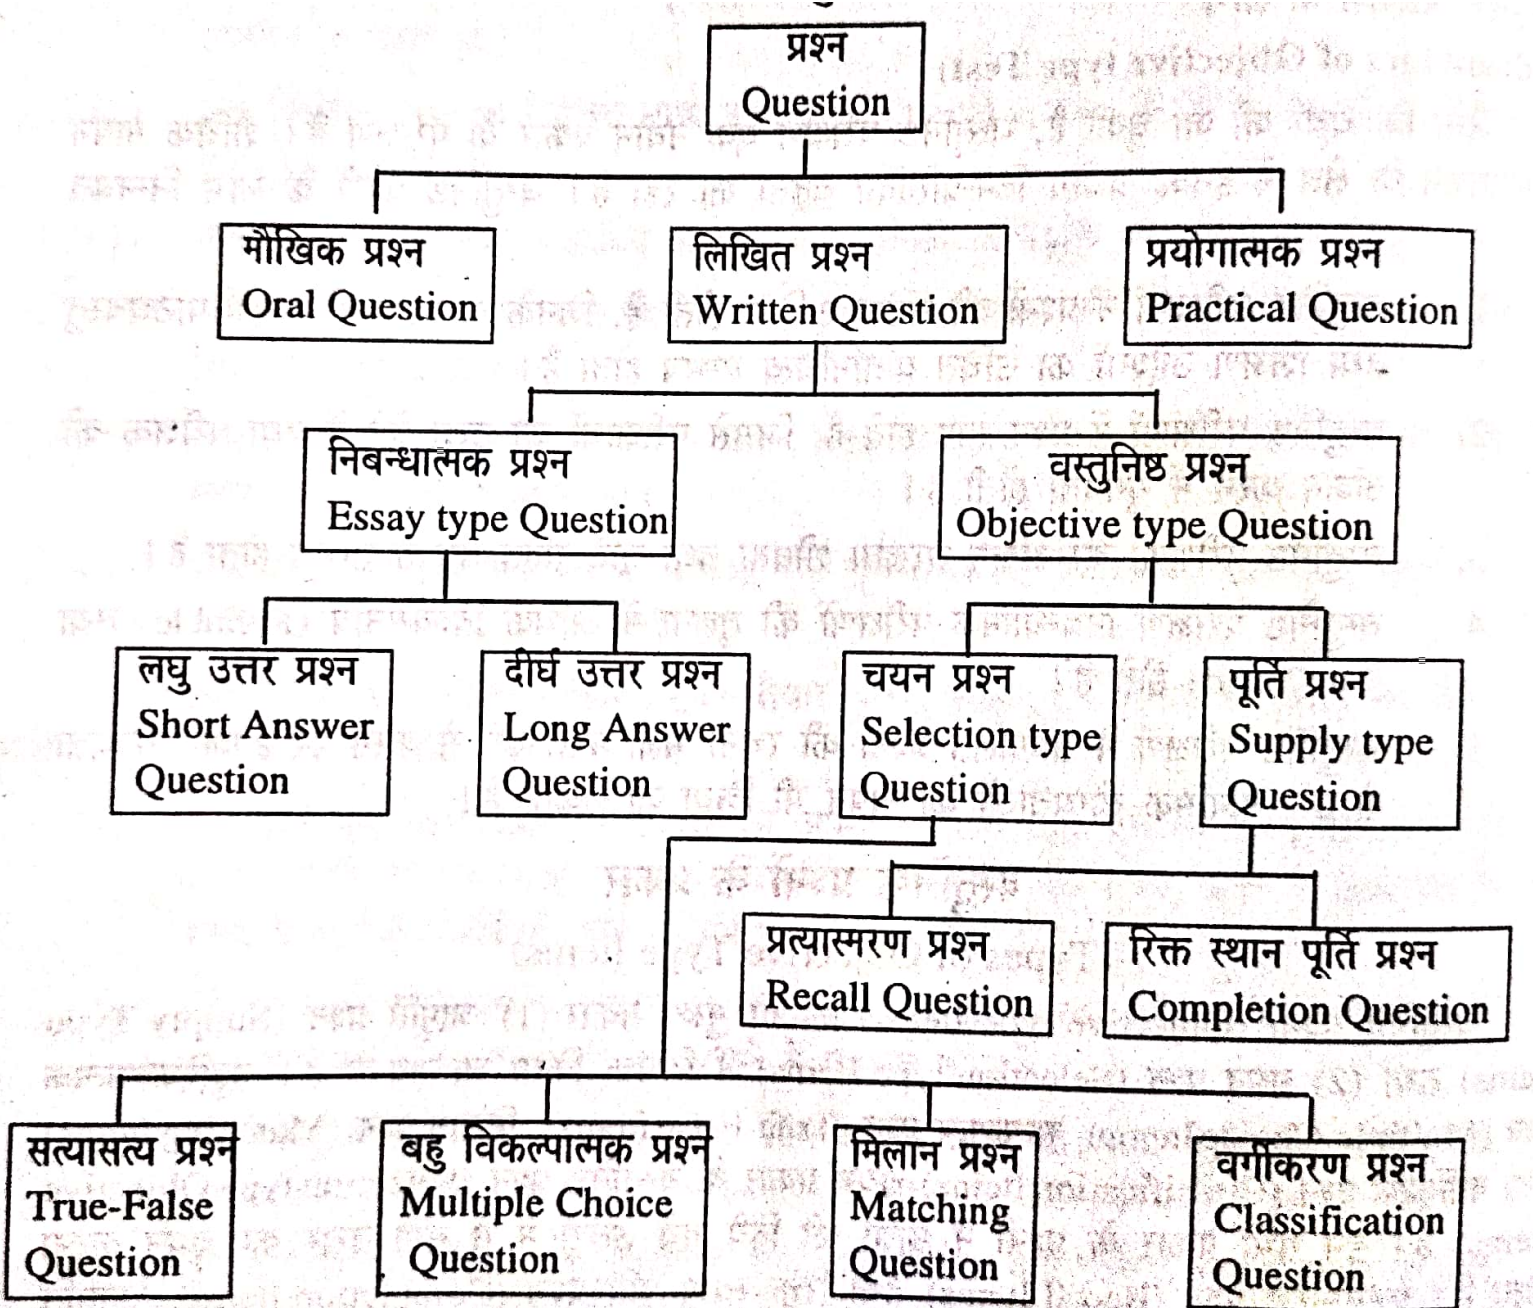 प्रश्न
Question
मौखिक प्रश्न
Oral Question
लिखित प्रश्न
Written Question
प्रयोगात्मक प्रश्न
Practical Question
निबन्धात्मक प्रश्न
Essay type Question
वस्तुनिष्ठ प्रश्न
Objective type Question
लघु उत्तर प्रश्न
Short Answer
Question
दीर्घ उत्तर प्रश्न
Long Answer
Question
चयन प्रश्न
Selection type
Question
पूर्ति प्रश्न
Supply type
Question
प्रत्यास्मरण प्रश्न
Recall Question
रिक्त स्थान पूर्ति प्रश्न
Completion Question
सत्यासत्य प्रश्न
True-False
Question
बहु विकल्पात्मक प्रश्न
Multiple Choice
Question
मिलान प्रश्न
Matching
Question
वर्गीकरण प्रश्न
Classification
Question